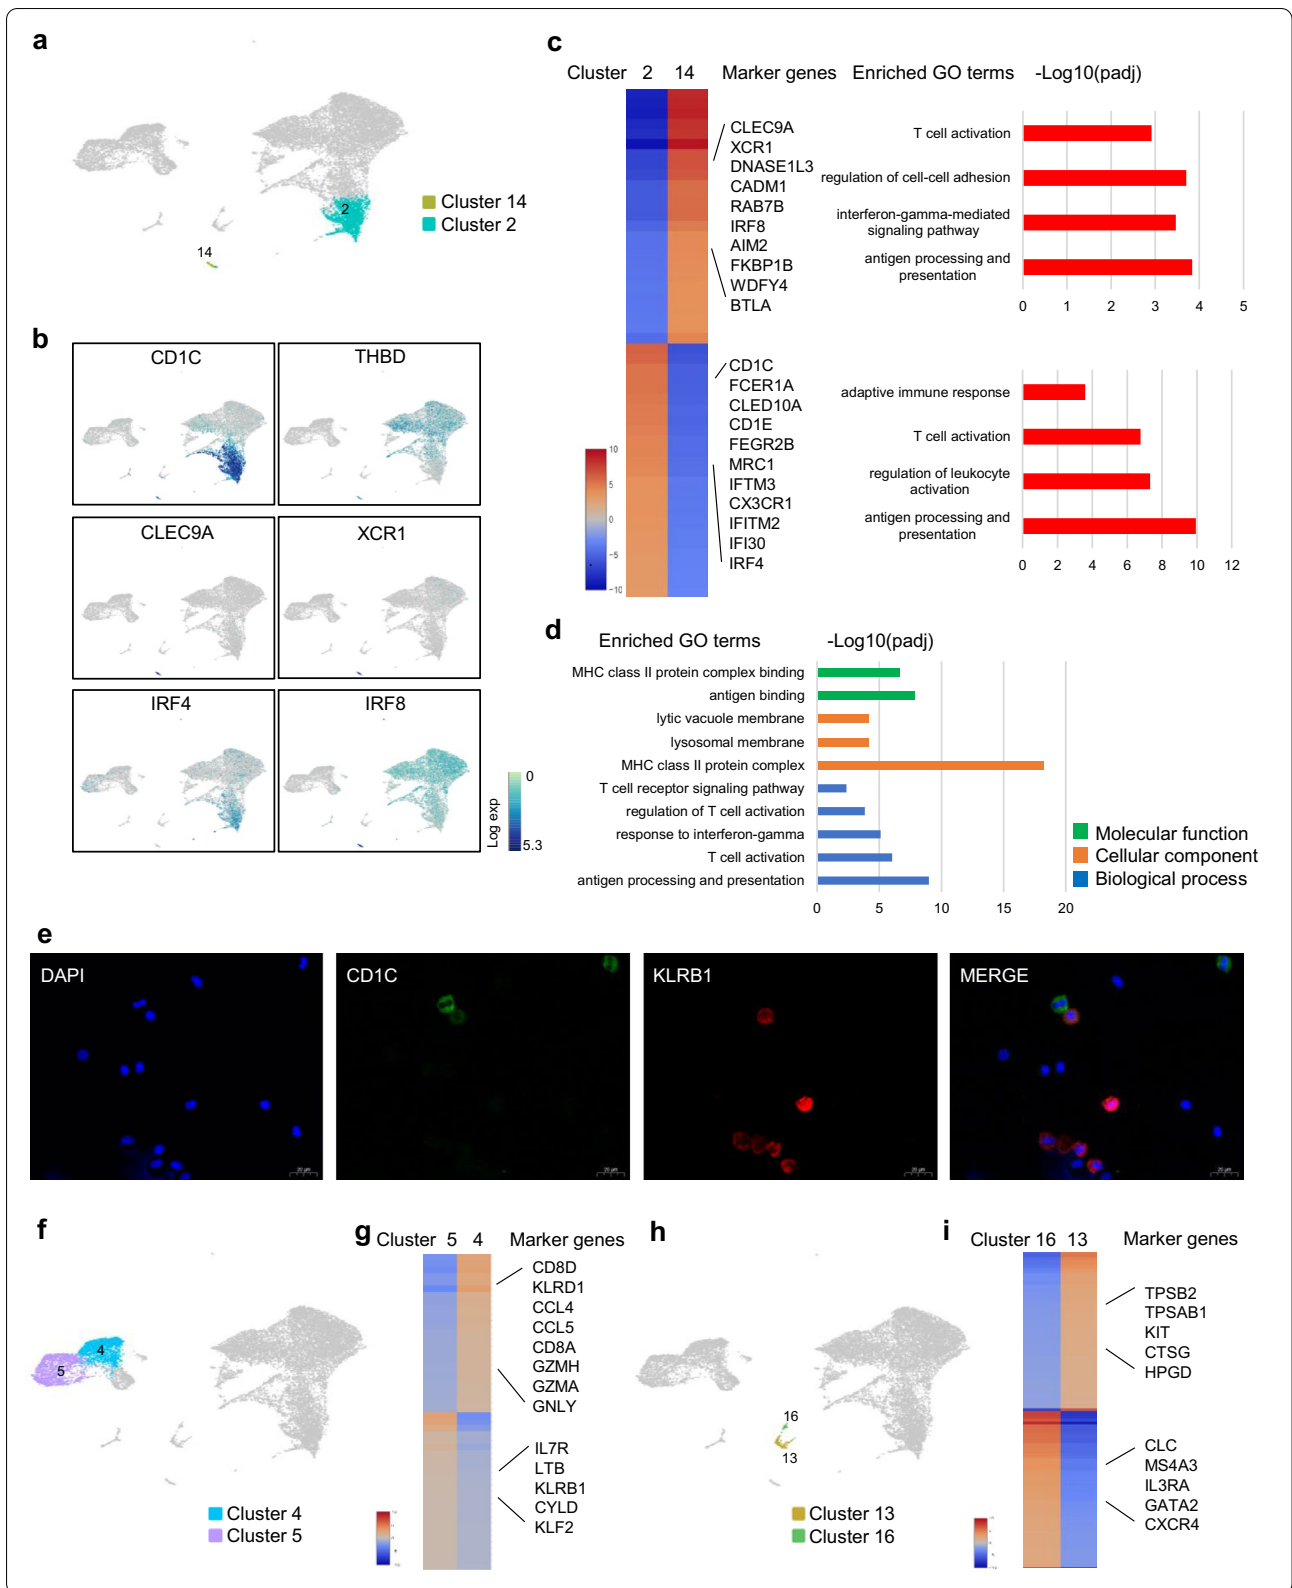 a
14
2
Cluster 14
Cluster 2
b
CD1C
THBD
CLEC9A
XCR1
IRF4
IRF8
Log exp
0
5.3
c
Cluster 2 14 Marker genes Enriched GO terms -Log10(padj)
CLEC9A
XCR1
DNASE1L3
CADM1
RAB7B
IRF8
AIM2
FKBP1B
WDFY4
BTLA
T cell activation
regulation of cell-cell adhesion
interferon-gamma-mediated
signaling pathway
antigen processing and
presentation
0 1 2 3 4 5
CD1C
FCER1A
CLED10A
CD1E
FEGR2B
MRC1
IFTM3
CX3CR1
IFITM2
IFI30
IRF4
10
5
0
−5
−10
adaptive immune response
T cell activation
regulation of leukocyte
activation
antigen processing and
presentation
0 2 4 6 8 10 12
d
Enriched GO terms -Log10(padj)
MHC class II protein complex binding
antigen binding
lytic vacuole membrane
lysosomal membrane
MHC class II protein complex
T cell receptor signaling pathway
regulation of T cell activation
response to interferon-gamma
T cell activation
antigen processing and presentation
0 5 10 15 20
Molecular function
Cellular component
Biological process
e
DAPI
CD1C
KLRB1
MERGE
20 μm
20 μm
20 μm
20 μm
f
4
5
Cluster 4
Cluster 5
g
Cluster 5 4 Marker genes
CD8D
KLRD1
CCL4
CCL5
CD8A
GZMH
GZMA
GNLY
IL7R
LTB
KLRB1
CYLD
KLF2
h
16
13
Cluster 13
Cluster 16
i
Cluster 16 13 Marker genes
TPSB2
TPSAB1
KIT
CTSG
HPGD
CLC
MS4A3
IL3RA
GATA2
CXCR4